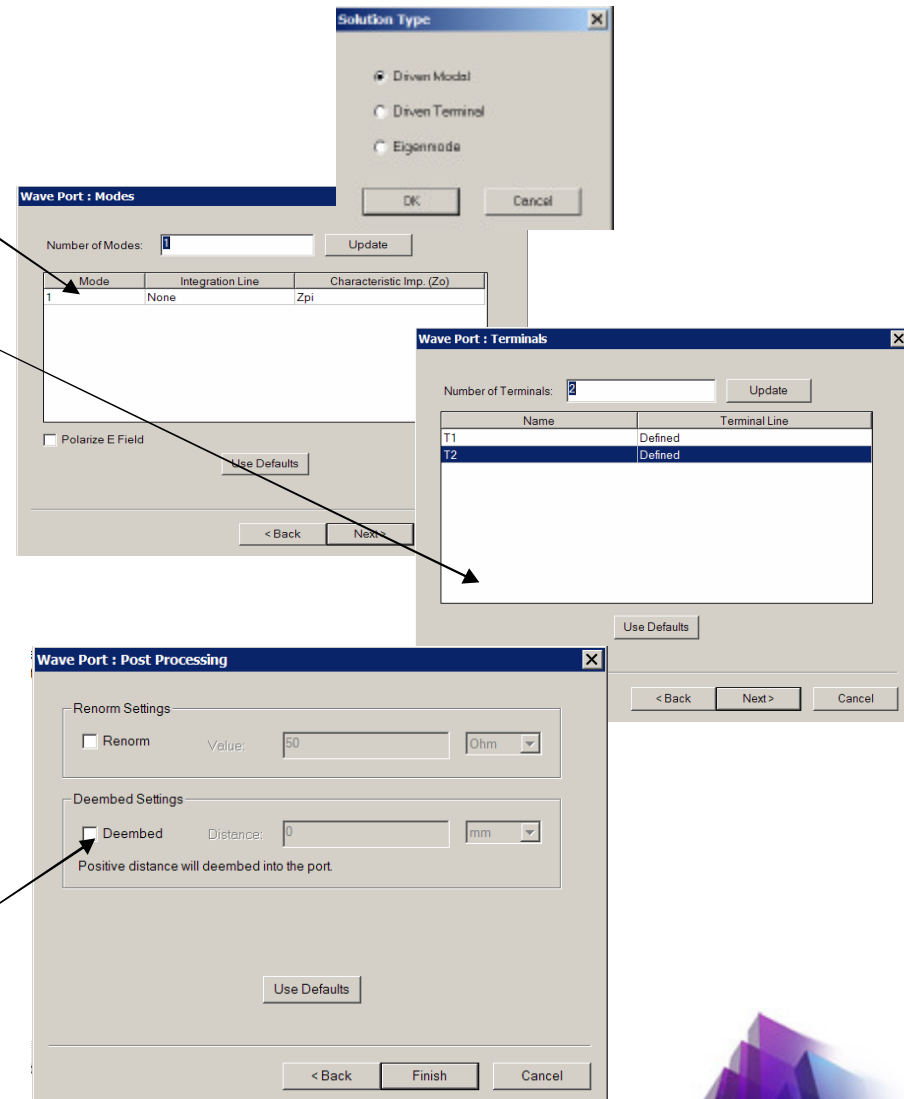 Solution Type
Driven Modal
Driven Terminal
Eigenmode
OK Cancel
Wave Port : Modes
Number of Modes: 1 Update
Mode Integration Line Characteristic Imp. (Zo)
1 None Zpi
Polarize E Field
Use Defaults
< Back Next >
Wave Port : Terminals
Number of Terminals: 2 Update
Name Terminal Line
T1 Defined
T2 Defined
Use Defaults
< Back Next > Cancel
Wave Port : Post Processing
Renorm Settings
Renorm Value: 50 Ohm
Deembed Settings
Deembed Distance: 0 mm
Positive distance will deembed into the port.
Use Defaults
< Back Finish Cancel